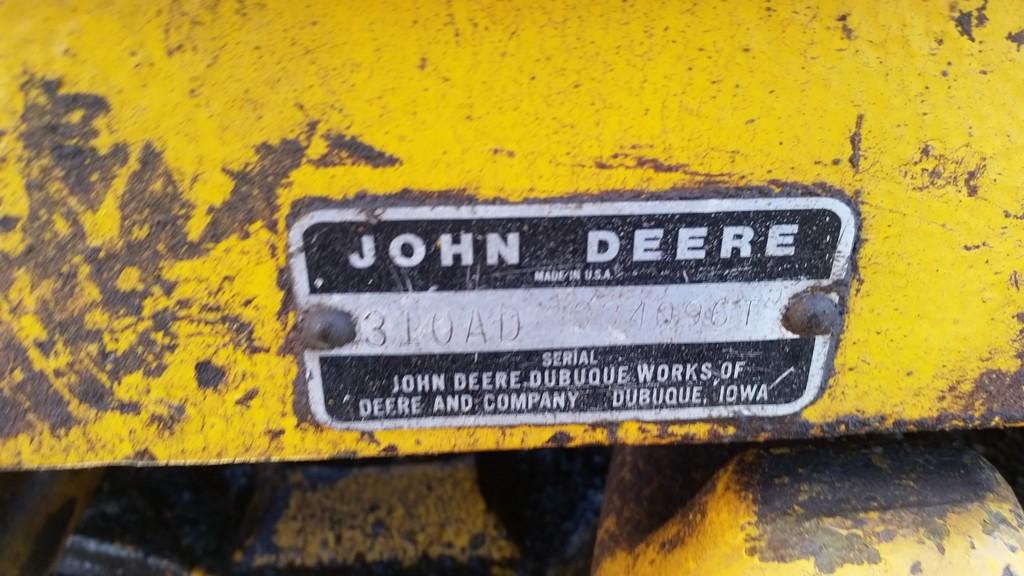 JOHN DEERE
MADE IN U.S.A.
310AD
SERIAL
JOHN DEERE DUBUQUE WORKS OF
DEERE AND COMPANY DUBUQUE, IOWA